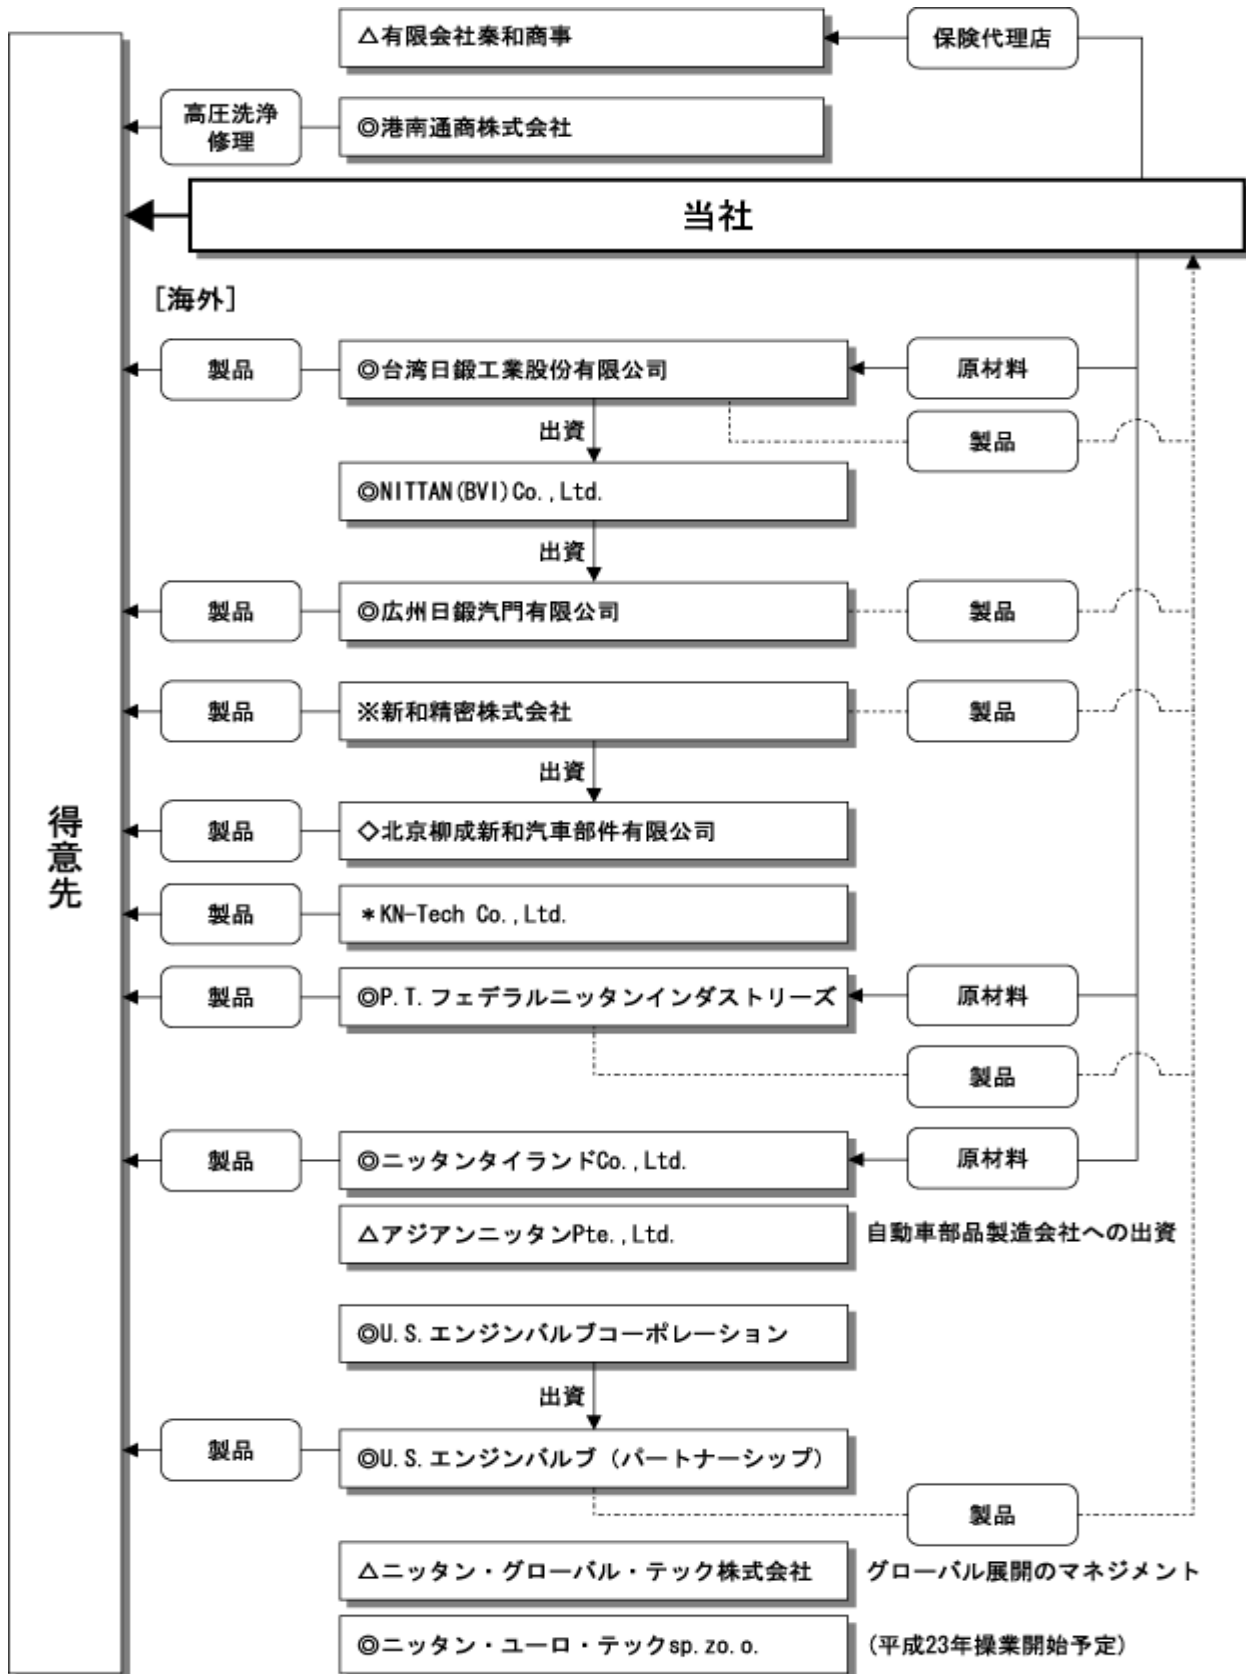 △有限会社秦和商事
保険代理店
高圧洗浄
修理
◎港南通商株式会社
当社
[海外]
製品
◎台湾日鍛工業股份有限公司
原材料
出資
製品
◎NITTAN(BVI)Co.,Ltd.
出資
製品
◎広州日鍛汽門有限公司
製品
製品
※新和精密株式会社
製品
出資
得意先
製品
◇北京柳成新和汽車部件有限公司
製品
*KN-Tech Co.,Ltd.
製品
◎P.T.フェデラルニッタンインダストリーズ
原材料
製品
製品
◎ニッタンタイランドCo.,Ltd.
原材料
△アジアンニッタンPte.,Ltd.
自動車部品製造会社への出資
◎U.S.エンジンバルブコーポレーション
出資
製品
◎U.S.エンジンバルブ（パートナーシップ）
製品
△ニッタン・グローバル・テック株式会社
グローバル展開のマネジメント
◎ニッタン・ユーロ・テックsp.zo.o.
(平成23年操業開始予定)